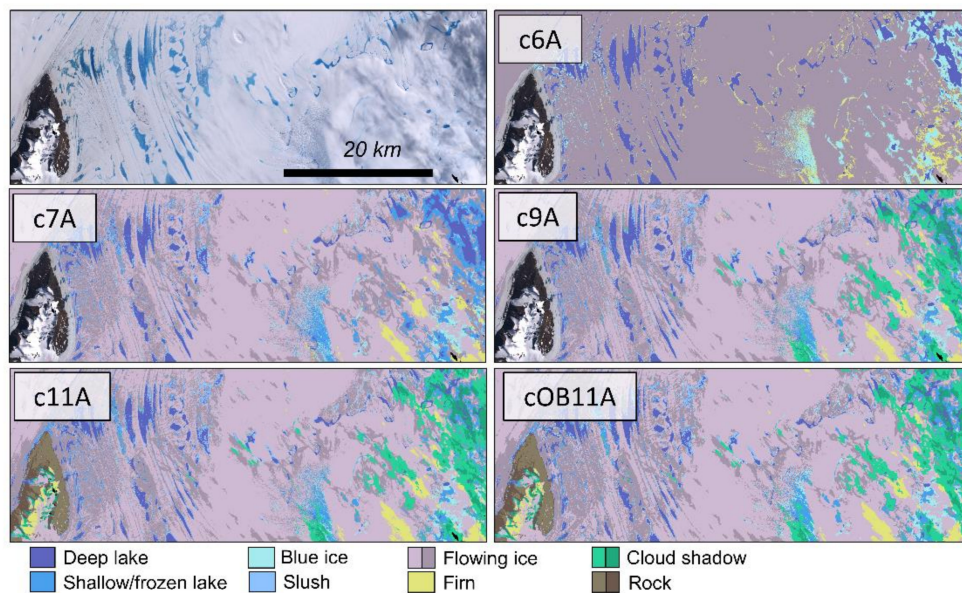 c6A
20 km
c7A
c9A
c11A
cOB11A
Deep lake
Blue ice
Flowing ice
Cloud shadow
Shallow/frozen lake
Slush
Firn
Rock